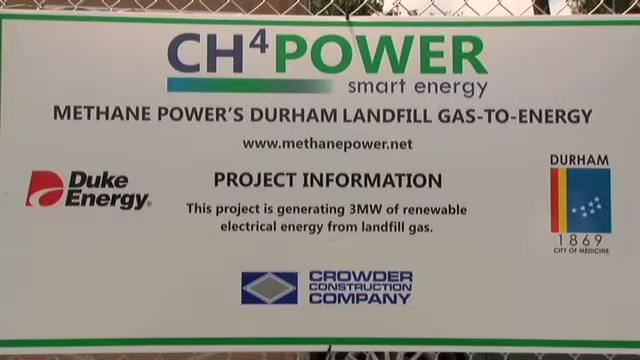 CH4POWER
smart energy
METHANE POWER'S DURHAM LANDFILL GAS-TO-ENERGY
www.methanepower.net
Duke Energy®
PROJECT INFORMATION
This project is generating 3MW of renewable
electrical energy from landfill gas.
DURHAM
1869
CITY OF MEDICINE
CROWDER
CONSTRUCTION
COMPANY